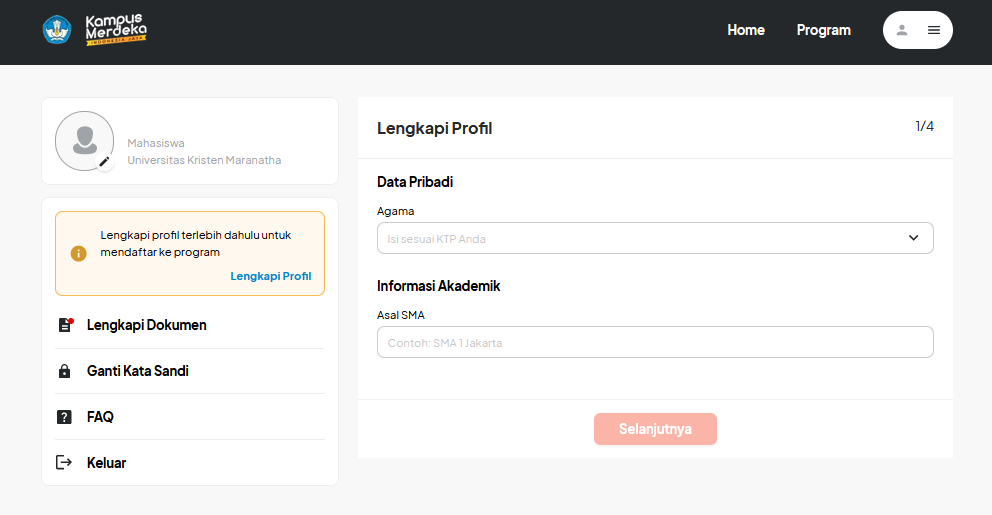 Kampus
Merdeka
INDONESIA JAYA
Home
Program
Mahasiswa
Universitas Kristen Maranatha
Lengkapi profil terlebih dahulu untuk
mendaftar ke program
Lengkapi Profil
Lengkapi Dokumen
Ganti Kata Sandi
FAQ
Keluar
Lengkapi Profil
1/4
Data Pribadi
Agama
Isi sesuai KTP Anda
Informasi Akademik
Asal SMA
Contoh: SMA 1 Jakarta
Selanjutnya